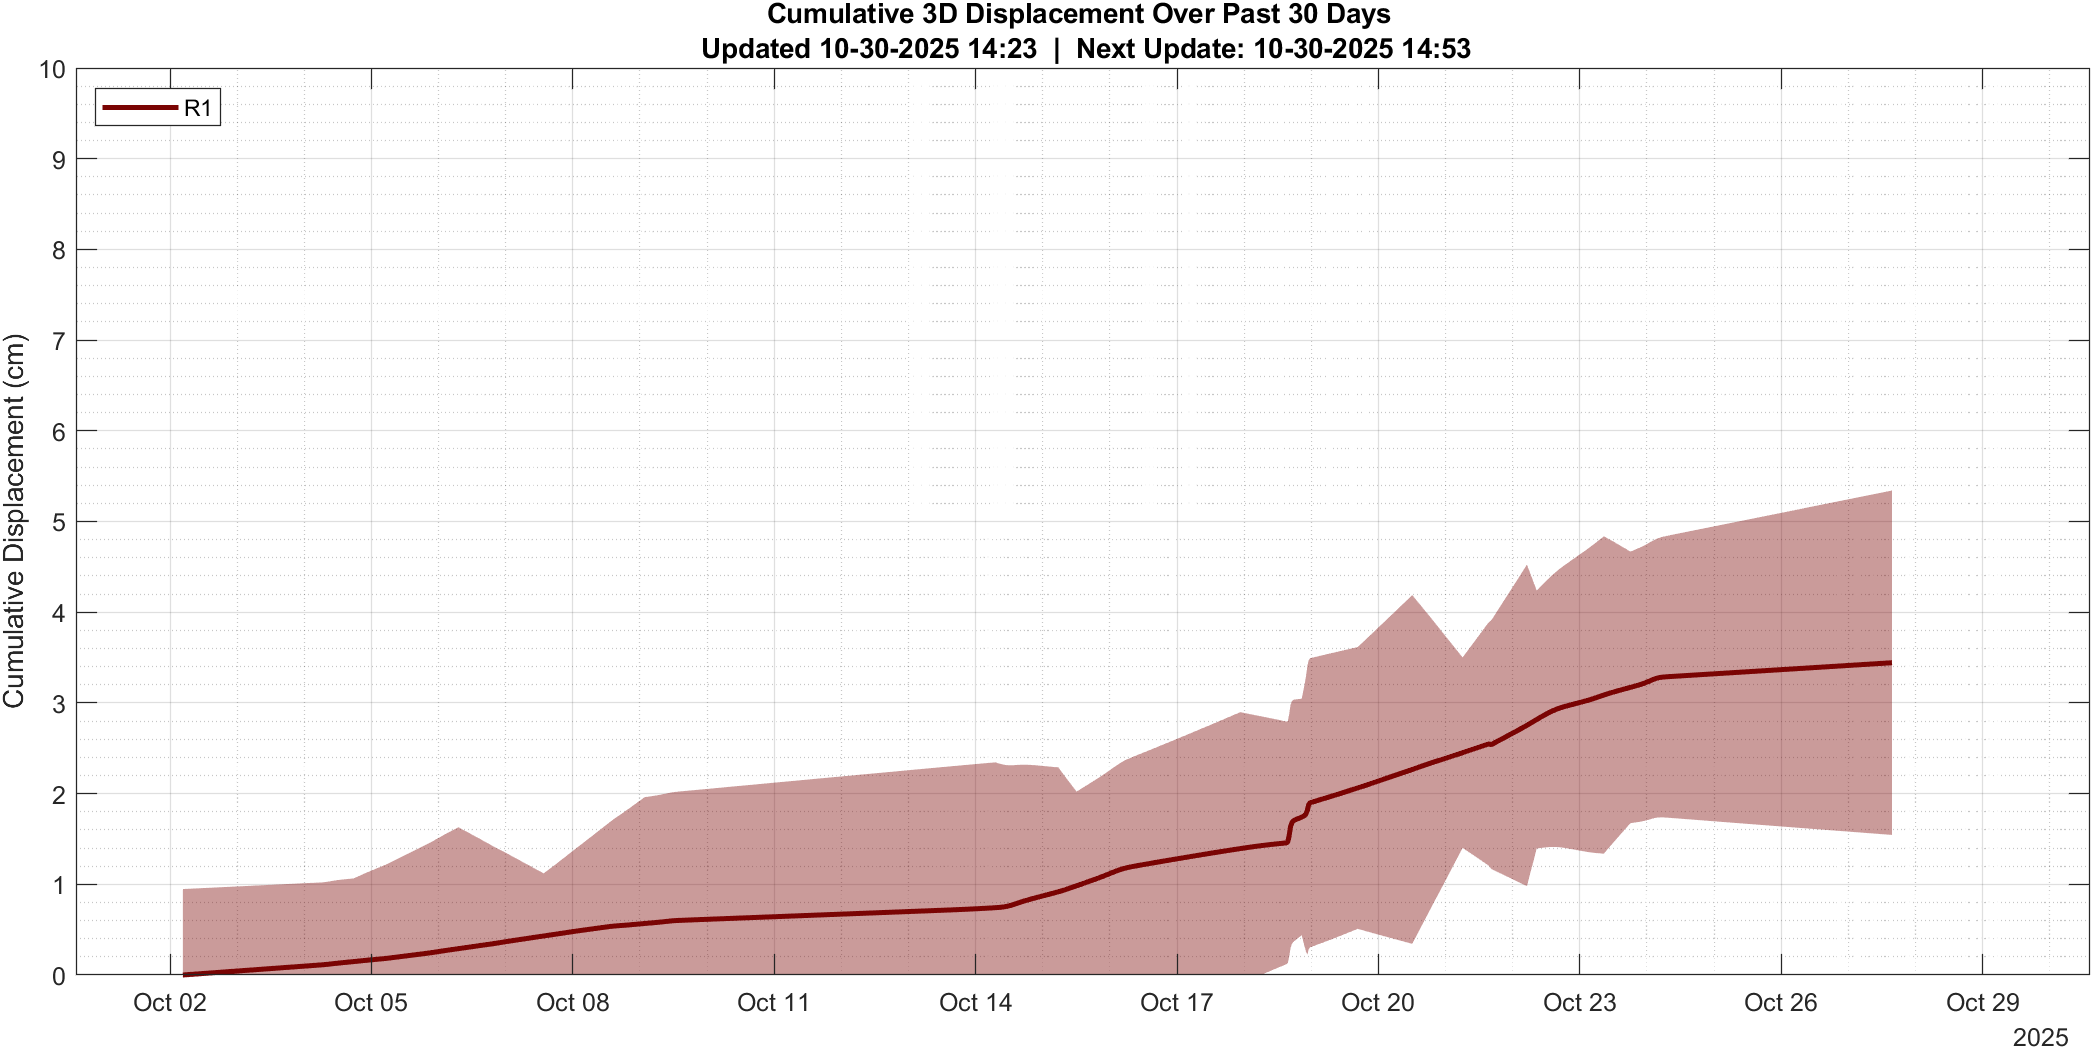 Cumulative 3D Displacement Over Past 30 Days
Updated 10-30-2025 14:23 | Next Update: 10-30-2025 14:53
R1
Cumulative Displacement (cm)
10
9
8
7
6
5
4
3
2
1
0
Oct 02
Oct 05
Oct 08
Oct 11
Oct 14
Oct 17
Oct 20
Oct 23
Oct 26
Oct 29
2025